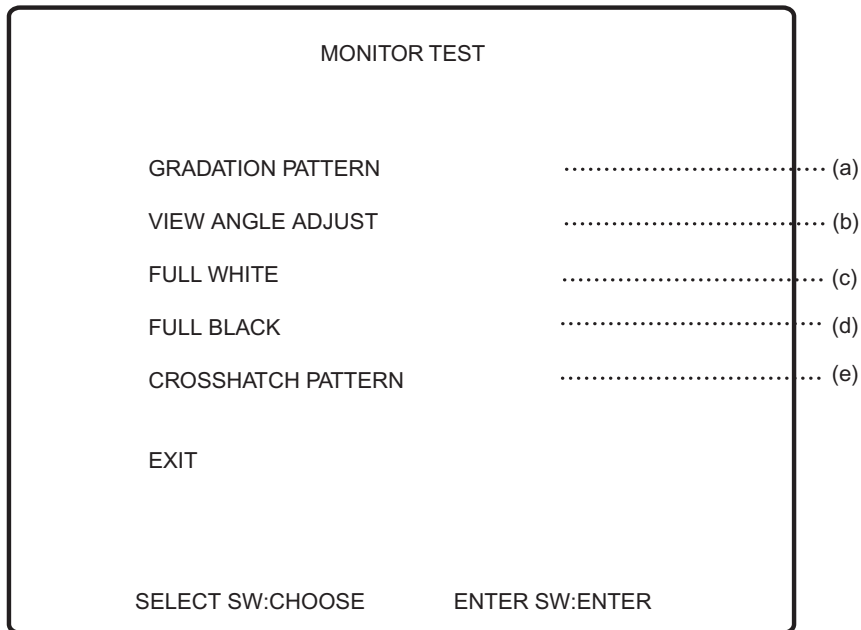 MONITOR TEST
GRADATION PATTERN ................................. (a)
VIEW ANGLE ADJUST ................................. (b)
FULL WHITE ................................. (c)
FULL BLACK ................................. (d)
CROSSHATCH PATTERN ................................. (e)
EXIT
SELECT SW:CHOOSE ENTER SW:ENTER